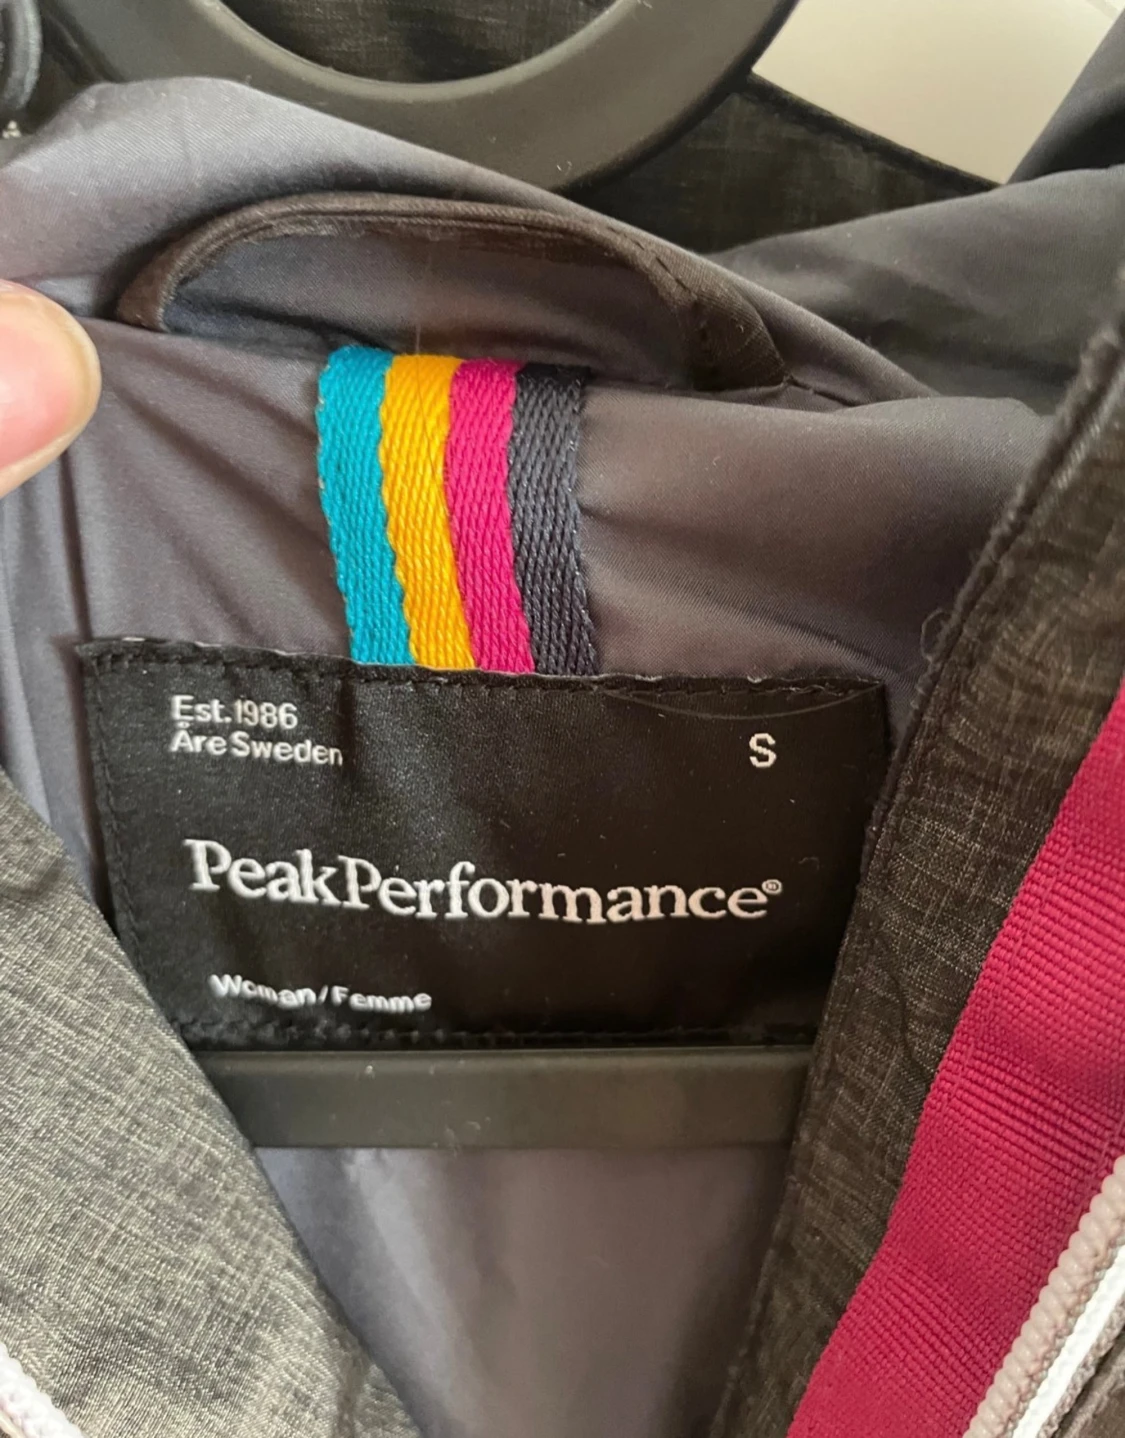 Est.1986
Åre Sweden
S
PeakPerformance®
Woman/Femme